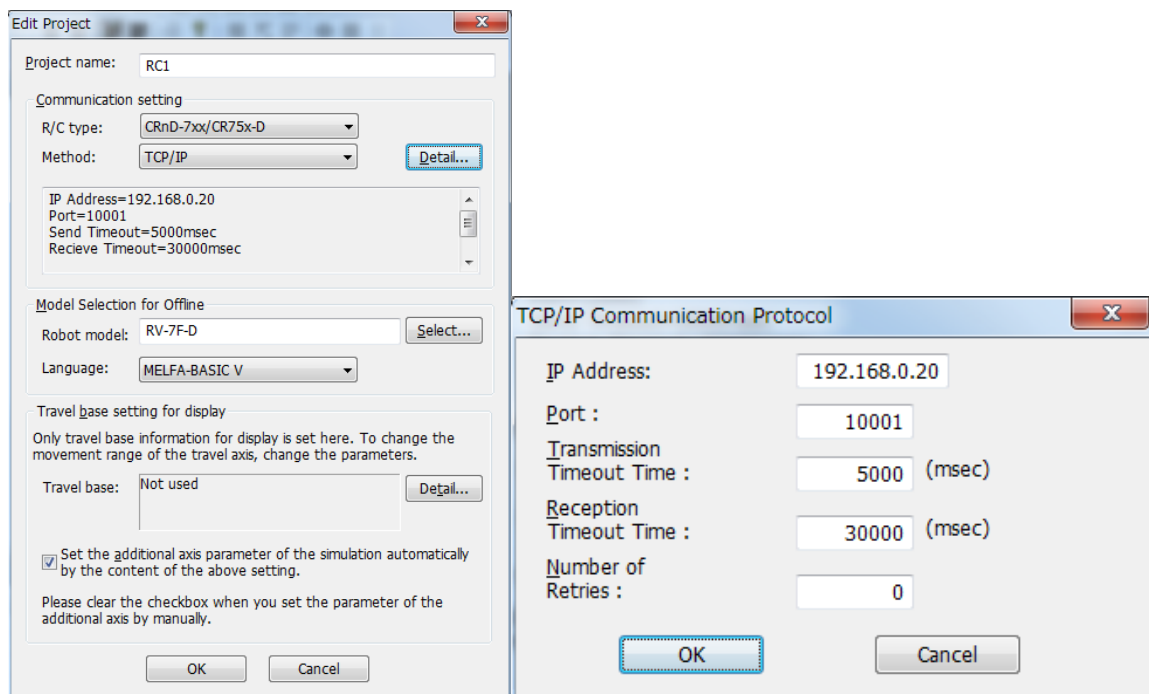 Edit Project
Project name: RC1
Communication setting
R/C type: CRnD-7xx/CR75x-D
Method: TCP/IP Detail...
IP Address=192.168.0.20
Port=10001
Send Timeout=5000msec
Recieve Timeout=30000msec
Model Selection for Offline
Robot model: RV-7F-D Select...
Language: MELFA-BASIC V
Travel base setting for display
Only travel base information for display is set here. To change the
movement range of the travel axis, change the parameters.
Travel base: Not used Detail...
Set the additional axis parameter of the simulation automatically
by the content of the above setting.
Please clear the checkbox when you set the parameter of the
additional axis by manually.
OK Cancel
TCP/IP Communication Protocol
IP Address: 192.168.0.20
Port : 10001
Transmission
Timeout Time : 5000 (msec)
Reception
Timeout Time : 30000 (msec)
Number of
Retries : 0
OK Cancel